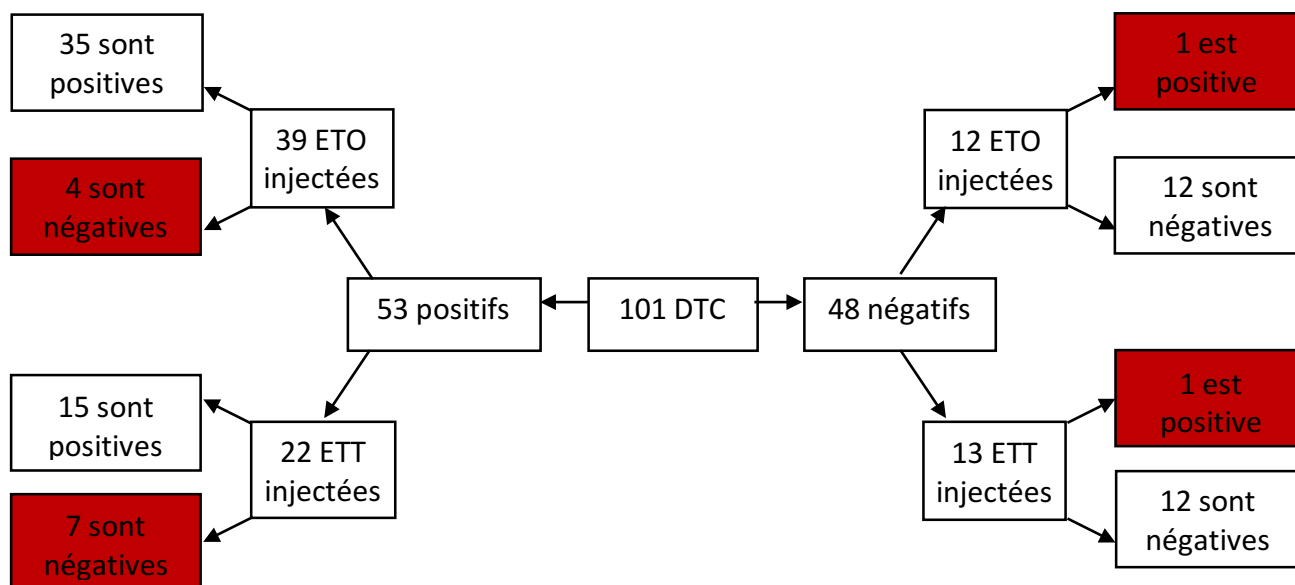 35 sont
positives
4 sont
négatives
39 ETO
injectées
15 sont
positives
7 sont
négatives
22 ETT
injectées
53 positifs
101 DTC
48 négatifs
12 ETO
injectées
1 est
positive
12 sont
négatives
13 ETT
injectées
1 est
positive
12 sont
négatives